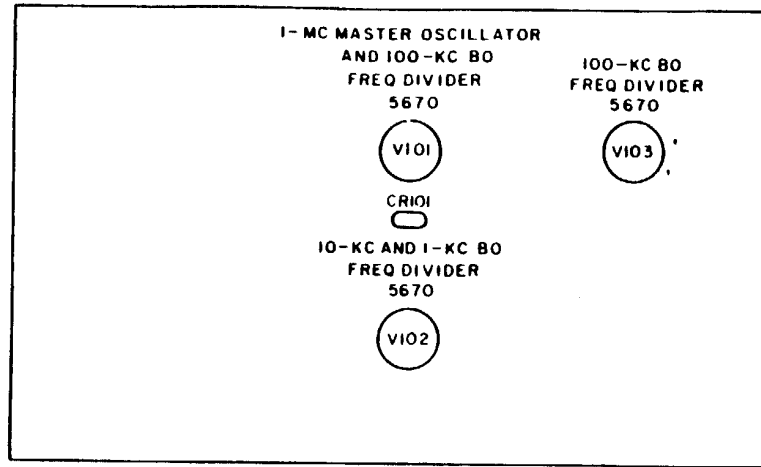 1-MC MASTER OSCILLATOR
AND 100-KC BO
FREQ DIVIDER
5670
V101
100-KC BO
FREQ DIVIDER
5670
V103
CR101
10-KC AND 1-KC BO
FREQ DIVIDER
5670
V102